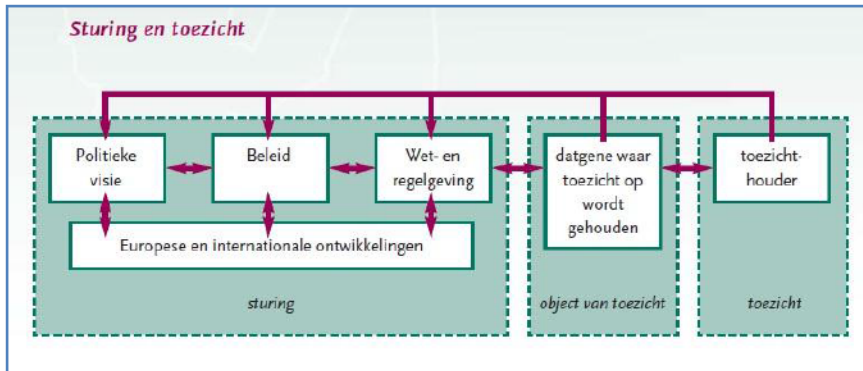 Sturing en toezicht
Politieke
visie
Beleid
Wet- en
regelgeving
datgene waar
toezicht op
wordt
gehouden
toezicht-
houder
Europese en internationale ontwikkelingen
sturing
object van toezicht
toezicht